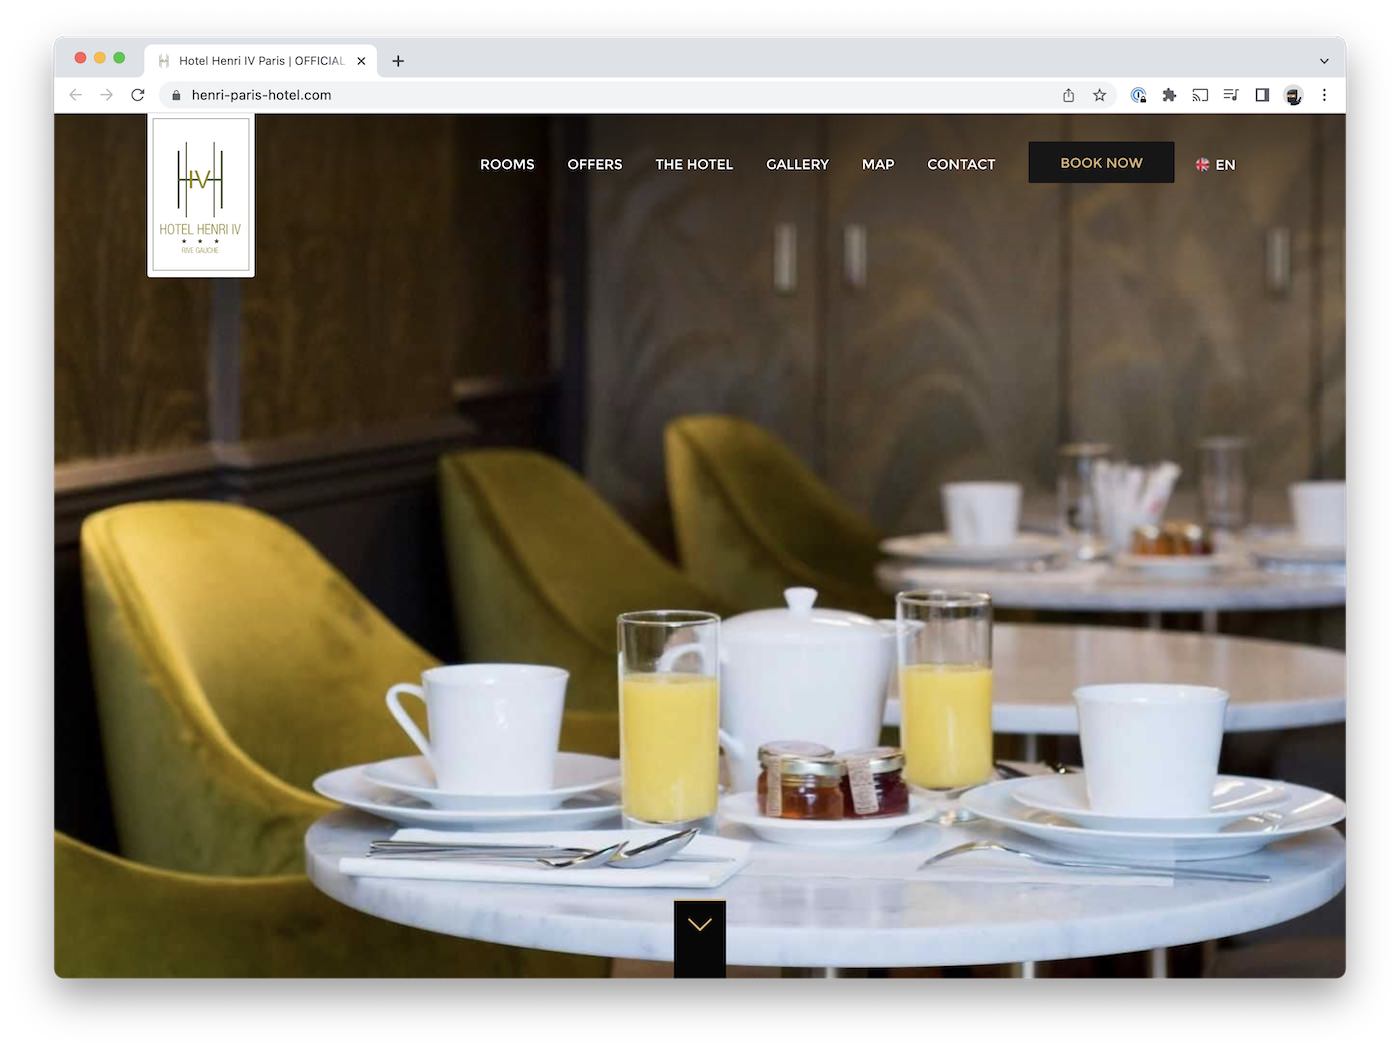 Hotel Henri IV Paris | OFFICIAL
henri-paris-hotel.com
ROOMS OFFERS THE HOTEL GALLERY MAP CONTACT BOOK NOW EN
HIVH
HOTEL HENRI IV
★ ★ ★
RIVE GAUCHE